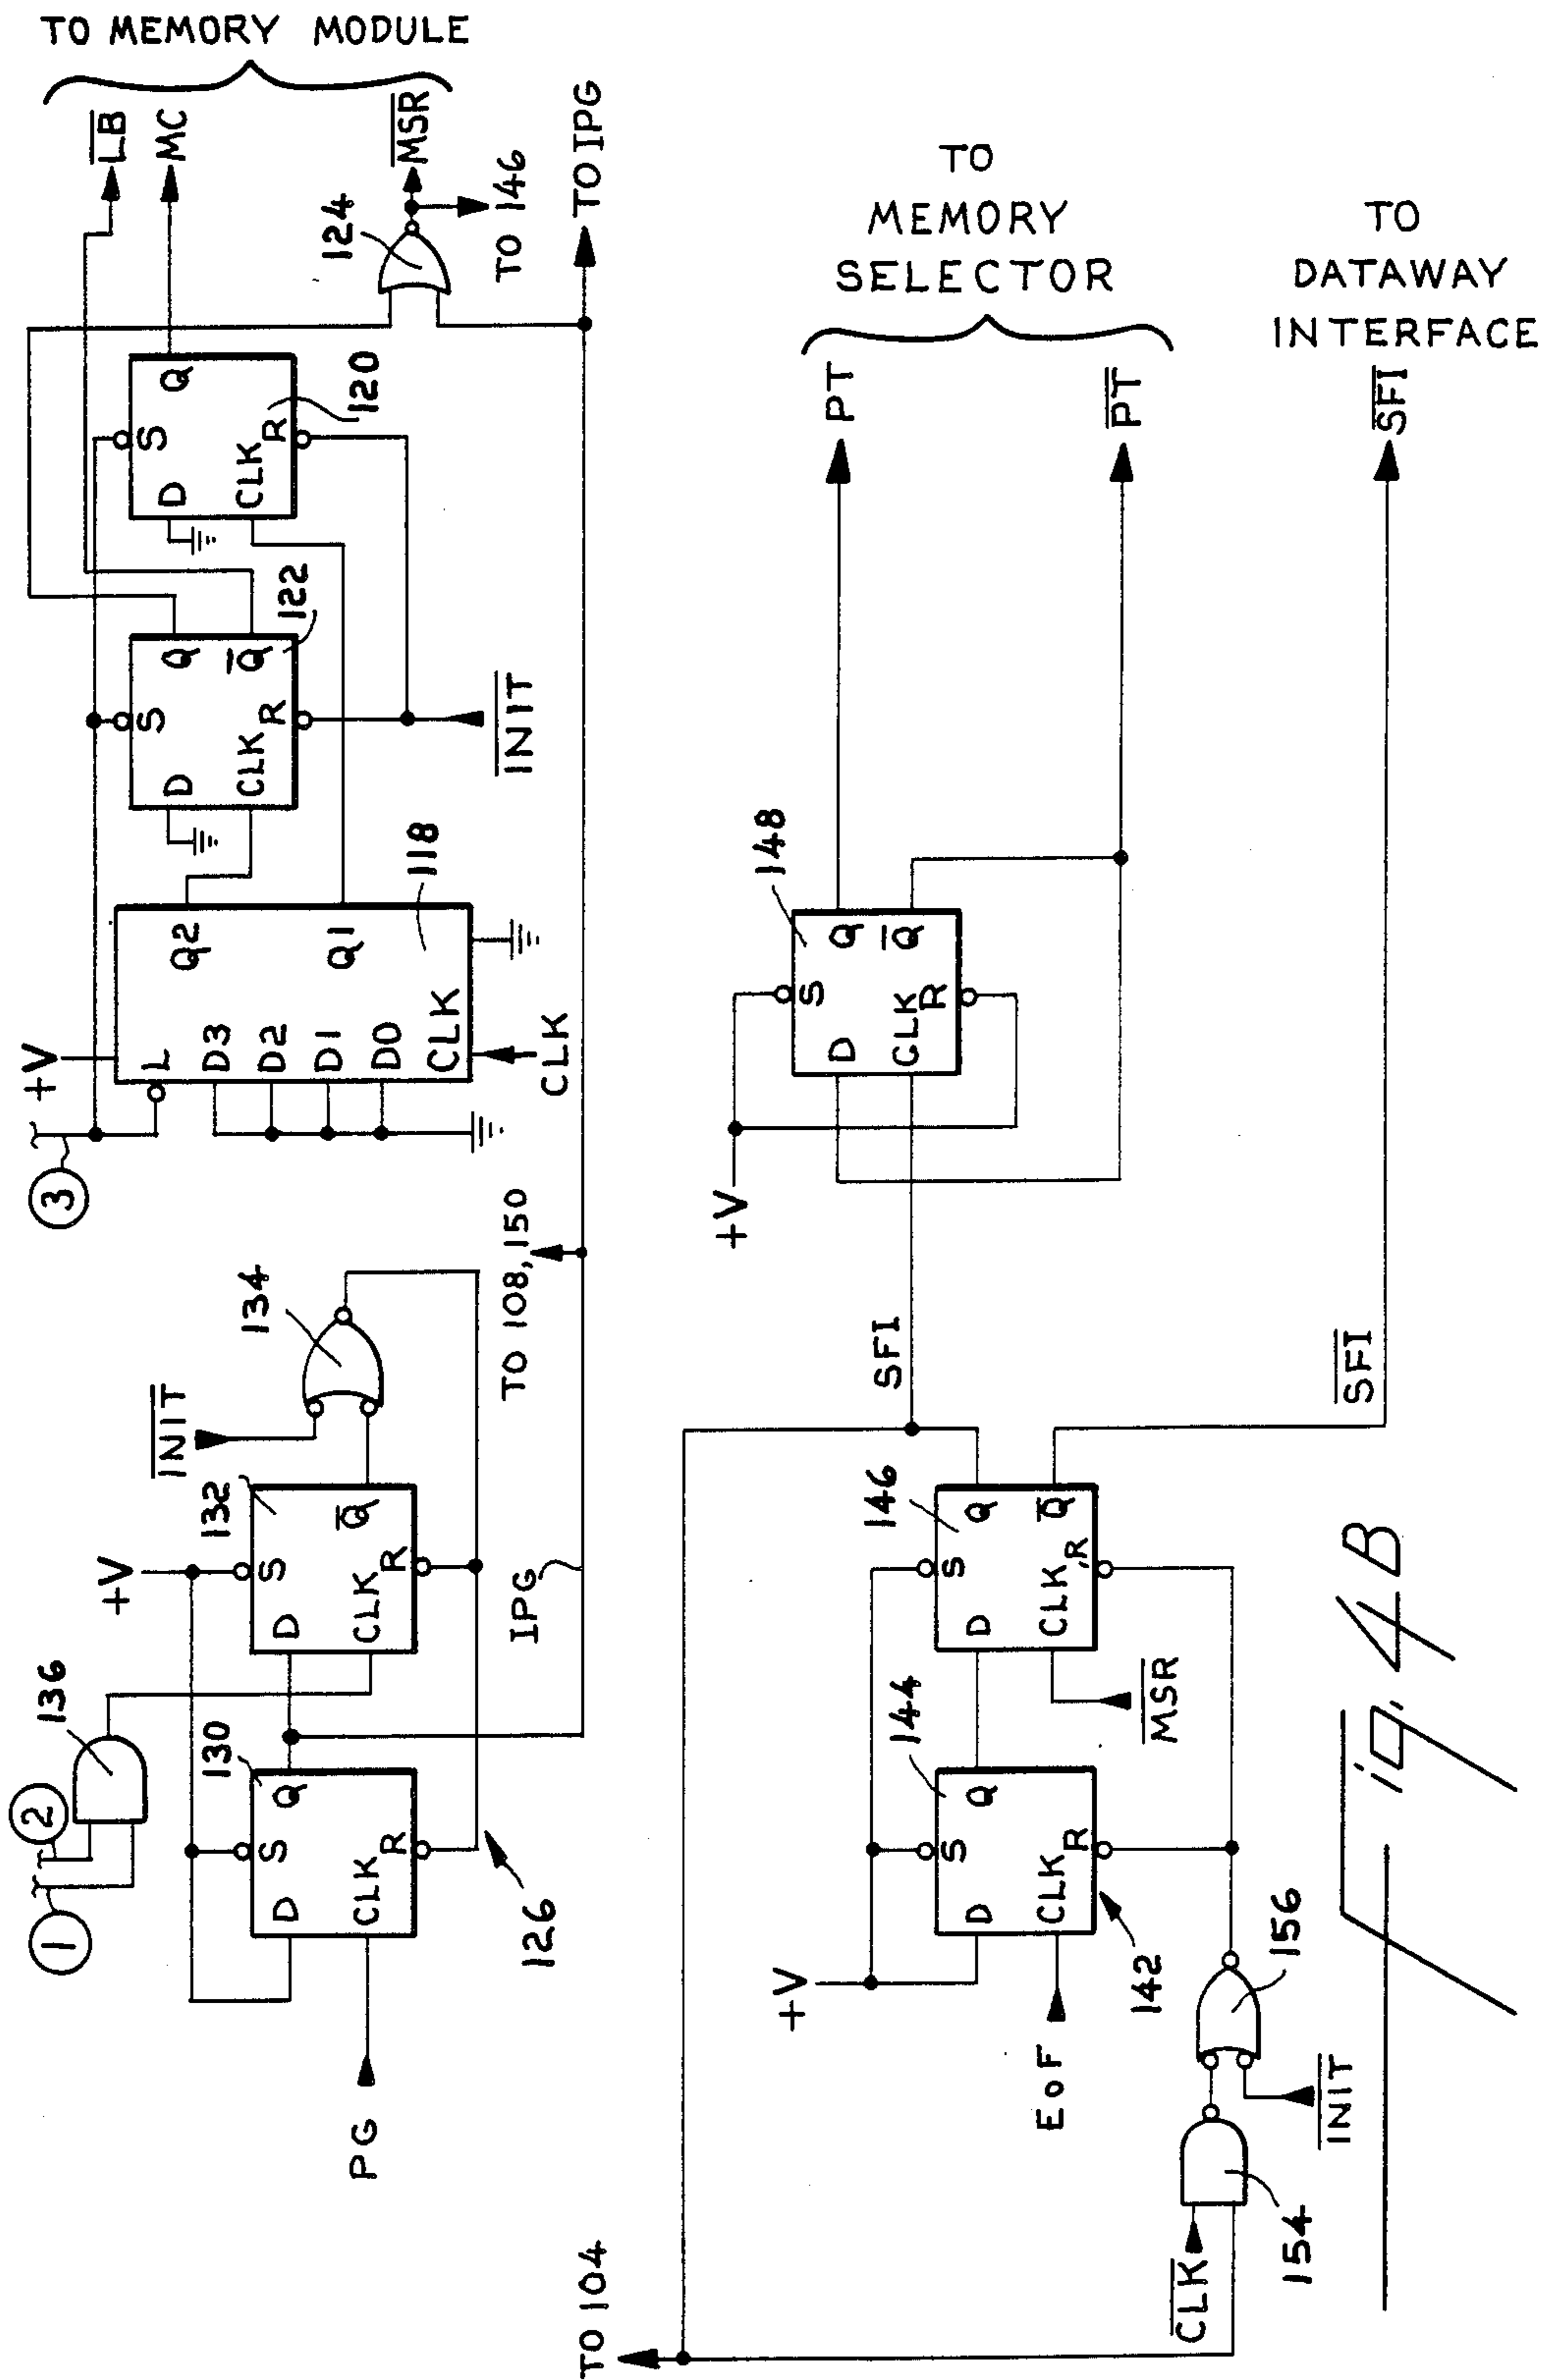 TO MEMORY MODULE
LB
MC
MSR
TO 146
TO IPG
124
S
D
Q
CLK
R
120
S
D
Q
Q
CLK
R
122
INIT
+V
3
L
Q2
D3
D2
D1
Q1
D0
CLK
118
CLK
INIT
134
TO 108, 150
+V
132
S
D
Q
CLK
R
136
2
1
130
S
D
Q
CLK
R
IPG
126
PG
TO
MEMORY
SELECTOR
PT
PT
TO
DATAWAY
INTERFACE
SFI
148
S
D
Q
Q
CLK
R
+V
SFI
SFI
146
S
D
Q
Q
CLK
R
MSR
144
S
D
Q
CLK
R
+V
142
EOF
156
INIT
154
CLK
TO 104
Fig. 4B